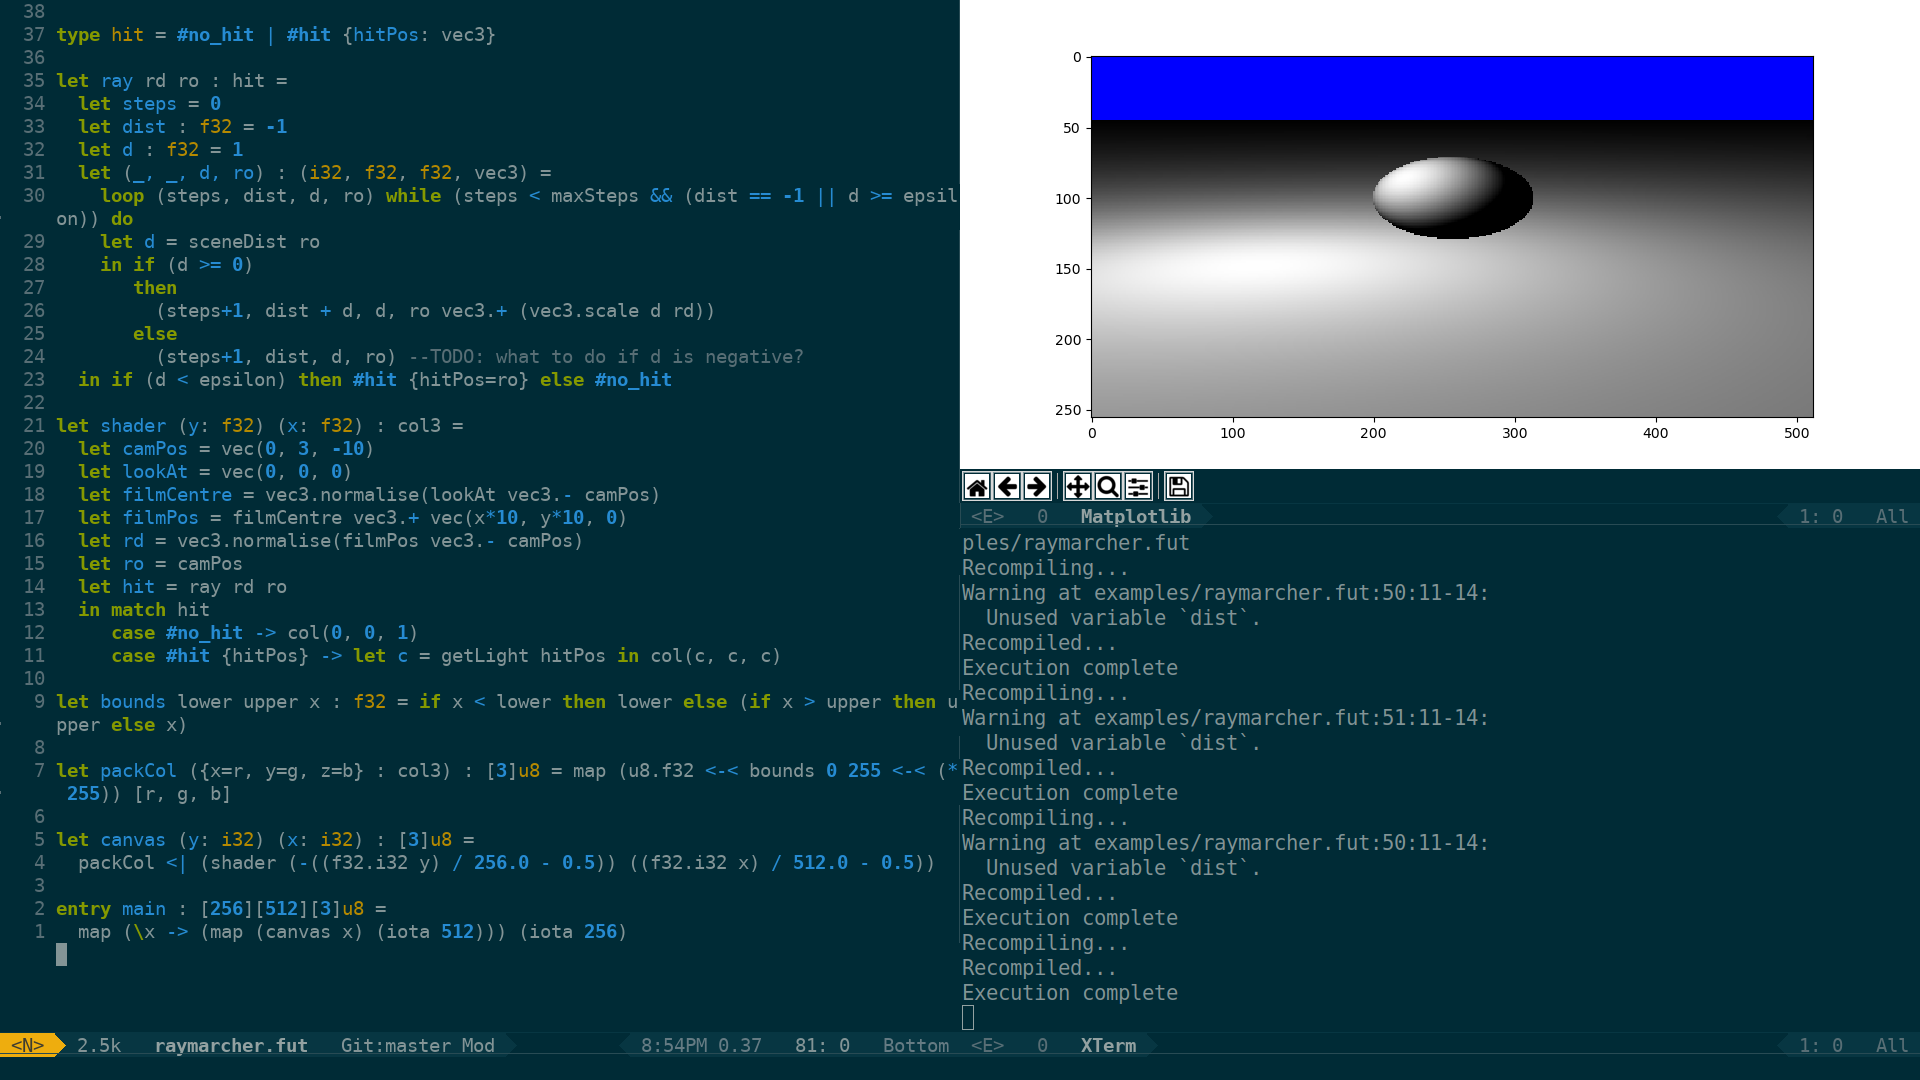 38
37 type hit = #no_hit | #hit {hitPos: vec3}
36
35 let ray rd ro : hit =
34   let steps = 0
33   let dist : f32 = -1
32   let d : f32 = 1
31   let (_, _, d, ro) : (i32, f32, f32, vec3) =
30     loop (steps, dist, d, ro) while (steps < maxSteps && (dist == -1 || d >= epsil
on)) do
29     let d = sceneDist ro
28     in if (d >= 0)
27        then
26          (steps+1, dist + d, d, ro vec3.+ (vec3.scale d rd))
25        else
24          (steps+1, dist, d, ro) --TODO: what to do if d is negative?
23   in if (d < epsilon) then #hit {hitPos=ro} else #no_hit
22
21 let shader (y: f32) (x: f32) : col3 =
20   let camPos = vec(0, 3, -10)
19   let lookAt = vec(0, 0, 0)
18   let filmCentre = vec3.normalise(lookAt vec3.- camPos)
17   let filmPos = filmCentre vec3.+ vec(x*10, y*10, 0)
16   let rd = vec3.normalise(filmPos vec3.- camPos)
15   let ro = camPos
14   let hit = ray rd ro
13   in match hit
12      case #no_hit -> col(0, 0, 1)
11      case #hit {hitPos} -> let c = getLight hitPos in col(c, c, c)
10
9 let bounds lower upper x : f32 = if x < lower then lower else (if x > upper then u
pper else x)
8
7 let packCol ({x=r, y=g, z=b} : col3) : [3]u8 = map (u8.f32 <-< bounds 0 255 <-< (*
 255)) [r, g, b]
6
5 let canvas (y: i32) (x: i32) : [3]u8 =
4   packCol <| (shader (-((f32.i32 y) / 256.0 - 0.5)) ((f32.i32 x) / 512.0 - 0.5))
3
2 entry main : [256][512][3]u8 =
1   map (\x -> (map (canvas x) (iota 512))) (iota 256)
<N> 2.5k raymarcher.fut Git:master Mod 8:54PM 0.37 81: 0 Bottom
0
50
100
150
200
250
0 100 200 300 400 500
<E> 0 Matplotlib 1: 0 All
ples/raymarcher.fut
Recompiling...
Warning at examples/raymarcher.fut:50:11-14:
  Unused variable `dist`.
Recompiled...
Execution complete
Recompiling...
Warning at examples/raymarcher.fut:51:11-14:
  Unused variable `dist`.
Recompiled...
Execution complete
Recompiling...
Warning at examples/raymarcher.fut:50:11-14:
  Unused variable `dist`.
Recompiled...
Execution complete
Recompiling...
Recompiled...
Execution complete
<E> 0 XTerm 1: 0 All